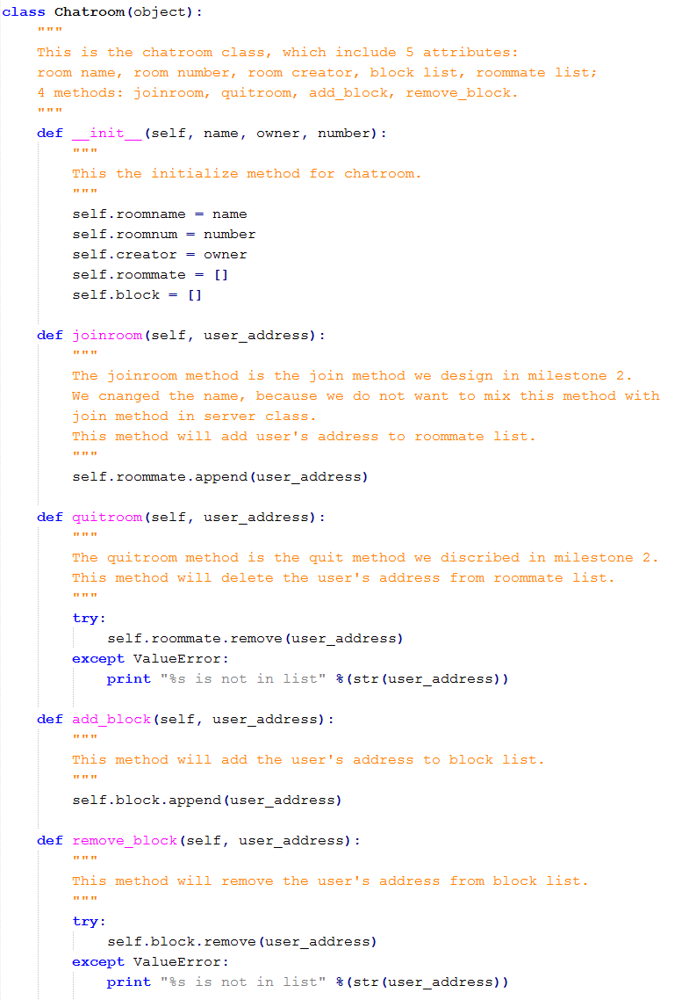 class Chatroom(object):
    """
    This is the chatroom class, which include 5 attributes:
    room name, room number, room creator, block list, roommate list;
    4 methods: joinroom, quitroom, add_block, remove_block.
    """
    def __init__(self, name, owner, number):
        """
        This the initialize method for chatroom.
        """
        self.roomname = name
        self.roomnum = number
        self.creator = owner
        self.roommate = []
        self.block = []

    def joinroom(self, user_address):
        """
        The joinroom method is the join method we design in milestone 2.
        We cnanged the name, because we do not want to mix this method with
        join method in server class.
        This method will add user's address to roommate list.
        """
        self.roommate.append(user_address)

    def quitroom(self, user_address):
        """
        The quitroom method is the quit method we discribed in milestone 2.
        This method will delete the user's address from roommate list.
        """
        try:
            self.roommate.remove(user_address)
        except ValueError:
            print "%s is not in list" %(str(user_address))

    def add_block(self, user_address):
        """
        This method will add the user's address to block list.
        """
        self.block.append(user_address)

    def remove_block(self, user_address):
        """
        This method will remove the user's address from block list.
        """
        try:
            self.block.remove(user_address)
        except ValueError:
            print "%s is not in list" %(str(user_address))